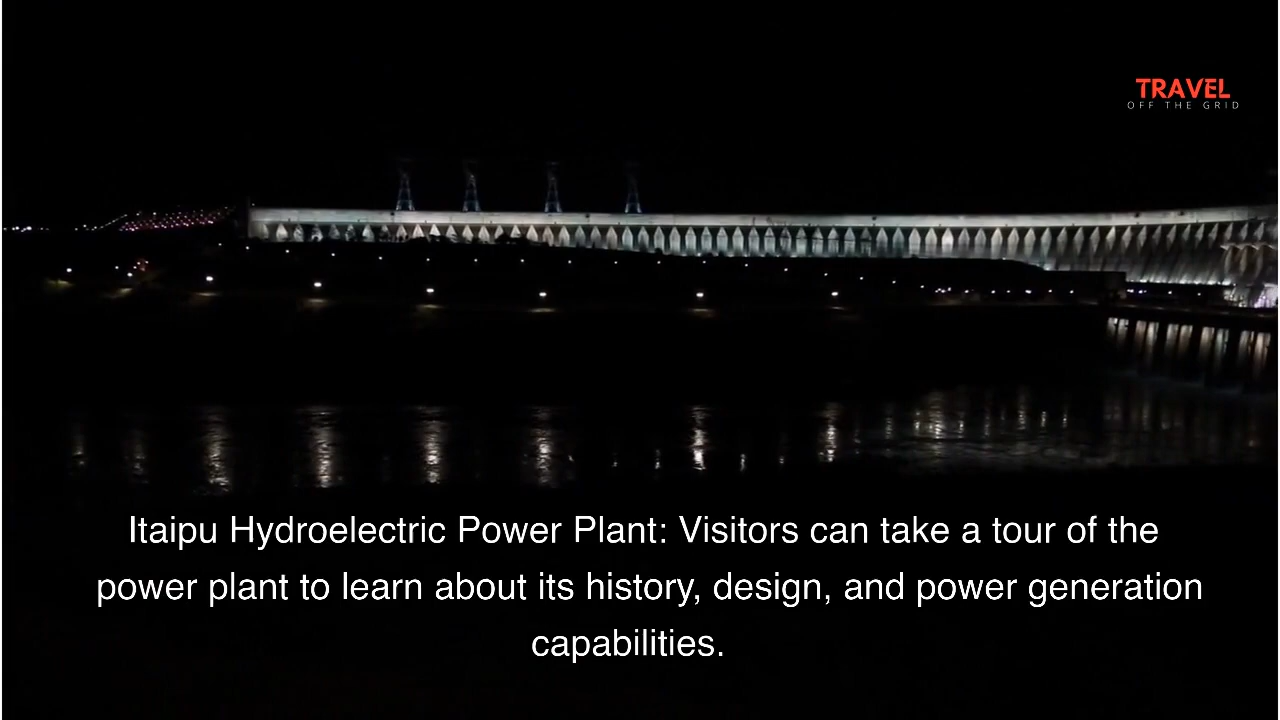 TRAVEL
OFF THE GRID
Itaipu Hydroelectric Power Plant: Visitors can take a tour of the
power plant to learn about its history, design, and power generation
capabilities.